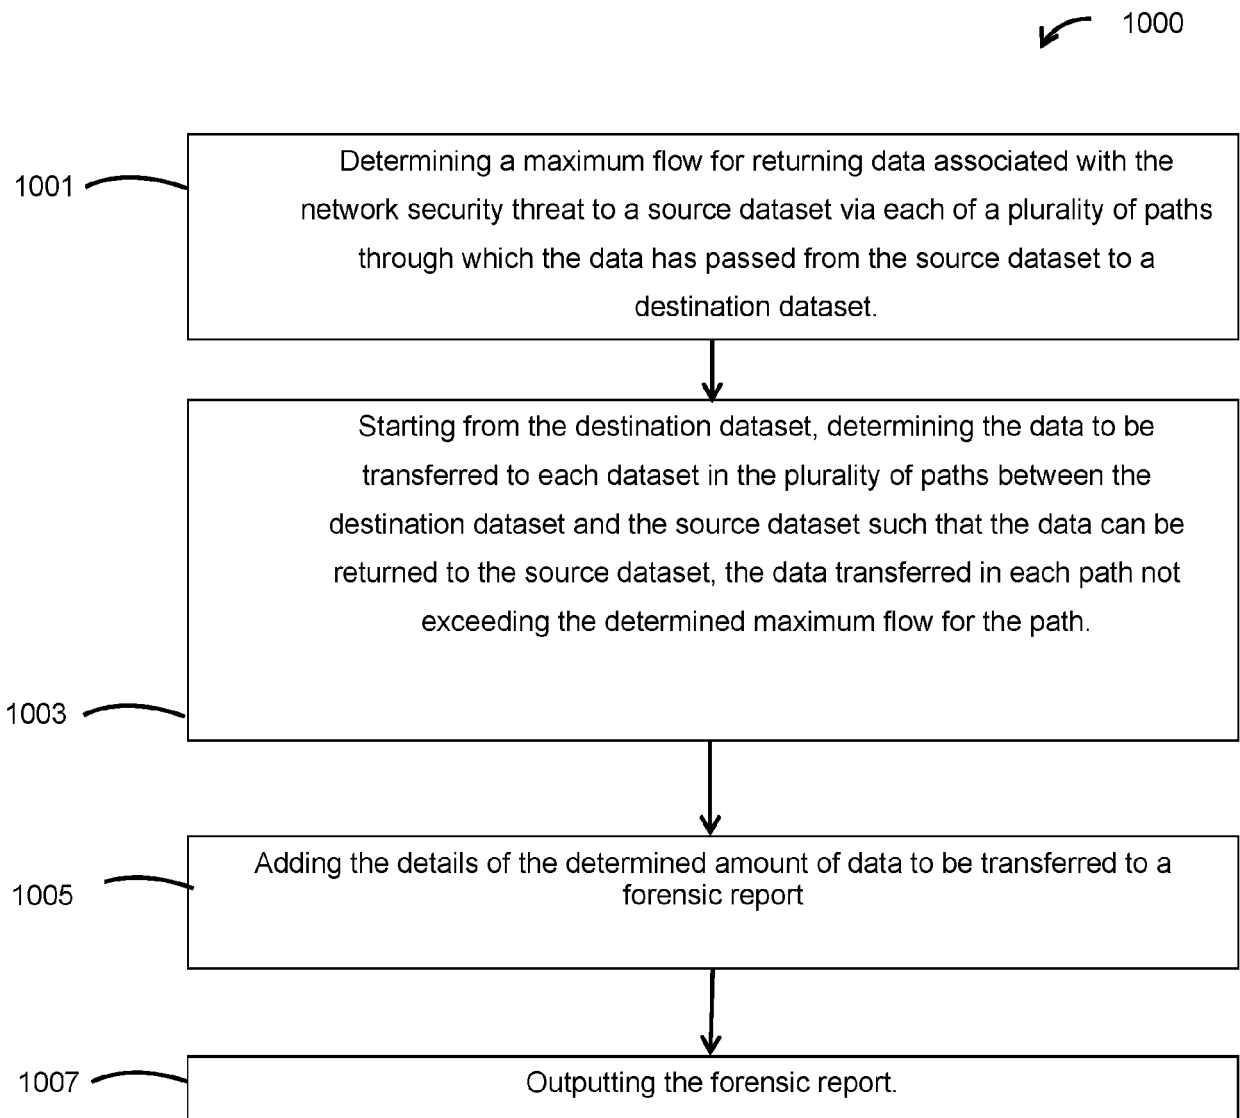 1000
1001
Determining a maximum flow for returning data associated with the
network security threat to a source dataset via each of a plurality of paths
through which the data has passed from the source dataset to a
destination dataset.
Starting from the destination dataset, determining the data to be
transferred to each dataset in the plurality of paths between the
destination dataset and the source dataset such that the data can be
returned to the source dataset, the data transferred in each path not
exceeding the determined maximum flow for the path.
1003
Adding the details of the determined amount of data to be transferred to a
forensic report
1005
1007
Outputting the forensic report.